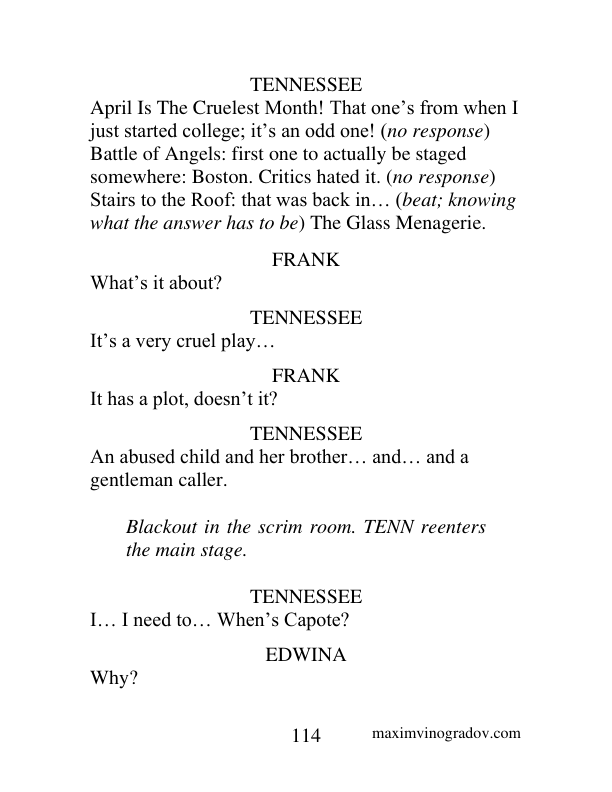 TENNESSEE
April Is The Cruelest Month! That one’s from when I
just started college; it’s an odd one! (no response)
Battle of Angels: first one to actually be staged
somewhere: Boston. Critics hated it. (no response)
Stairs to the Roof: that was back in… (beat; knowing
what the answer has to be) The Glass Menagerie.
FRANK
What’s it about?
TENNESSEE
It’s a very cruel play…
FRANK
It has a plot, doesn’t it?
TENNESSEE
An abused child and her brother… and… and a
gentleman caller.
Blackout in the scrim room. TENN reenters
the main stage.
TENNESSEE
I… I need to… When’s Capote?
EDWINA
Why?
114 maximvinogradov.com